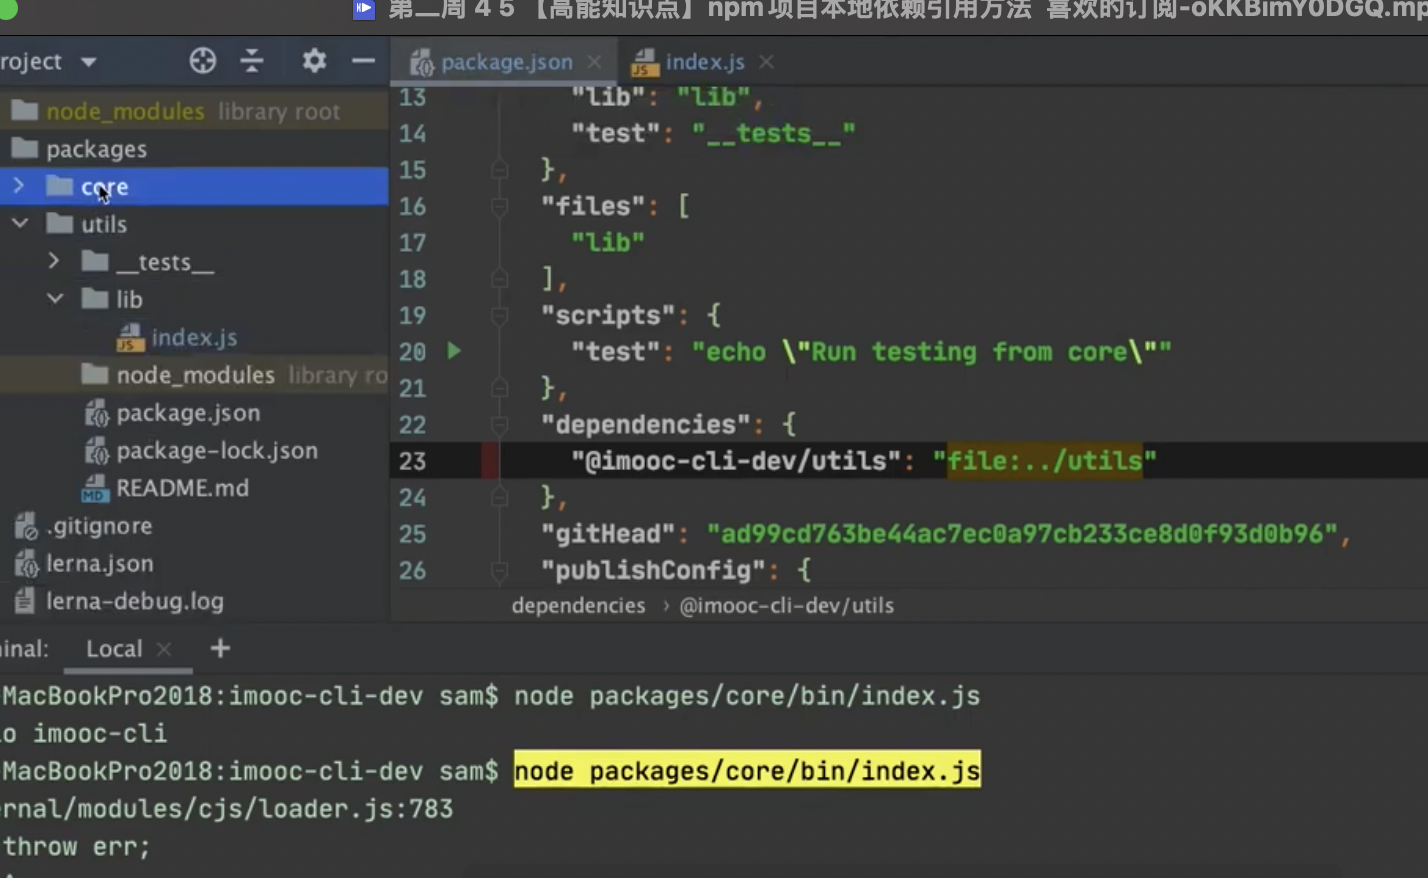 第二周 4 5 【高能知识点】npm项目本地依赖引用方法 喜欢的订阅-oKKBimY0DGQ.mp
roject
package.json
index.js
node_modules library root
packages
core
utils
__tests__
lib
index.js
node_modules library ro
package.json
package-lock.json
README.md
.gitignore
lerna.json
lerna-debug.log
13 "lib": "lib",
14 "test": "__tests__"
15 },
16 "files": [
17 "lib"
18 ],
19 "scripts": {
20 "test": "echo \"Run testing from core\""
21 },
22 "dependencies": {
23 "@imooc-cli-dev/utils": "file:../utils"
24 },
25 "gitHead": "ad99cd763be44ac7ec0a97cb233ce8d0f93d0b96",
26 "publishConfig": {
dependencies › @imooc-cli-dev/utils
inal: Local +
MacBookPro2018:imooc-cli-dev sam$ node packages/core/bin/index.js
lo imooc-cli
MacBookPro2018:imooc-cli-dev sam$ node packages/core/bin/index.js
ernal/modules/cjs/loader.js:783
throw err;